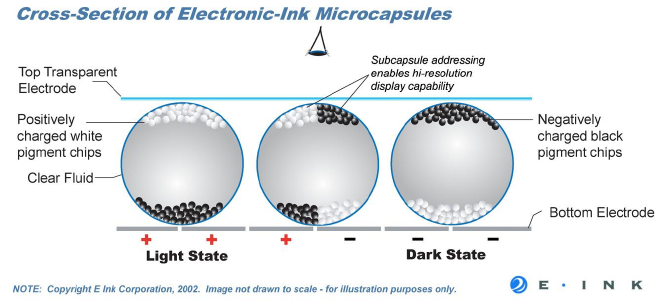 Cross-Section of Electronic-Ink Microcapsules
Subcapsule addressing
enables hi-resolution
display capability
Top Transparent
Electrode
Positively
charged white
pigment chips
Negatively
charged black
pigment chips
Clear Fluid
Bottom Electrode
+ + + − − −
Light State
Dark State
NOTE: Copyright E Ink Corporation, 2002. Image not drawn to scale - for illustration purposes only.
E · I N K